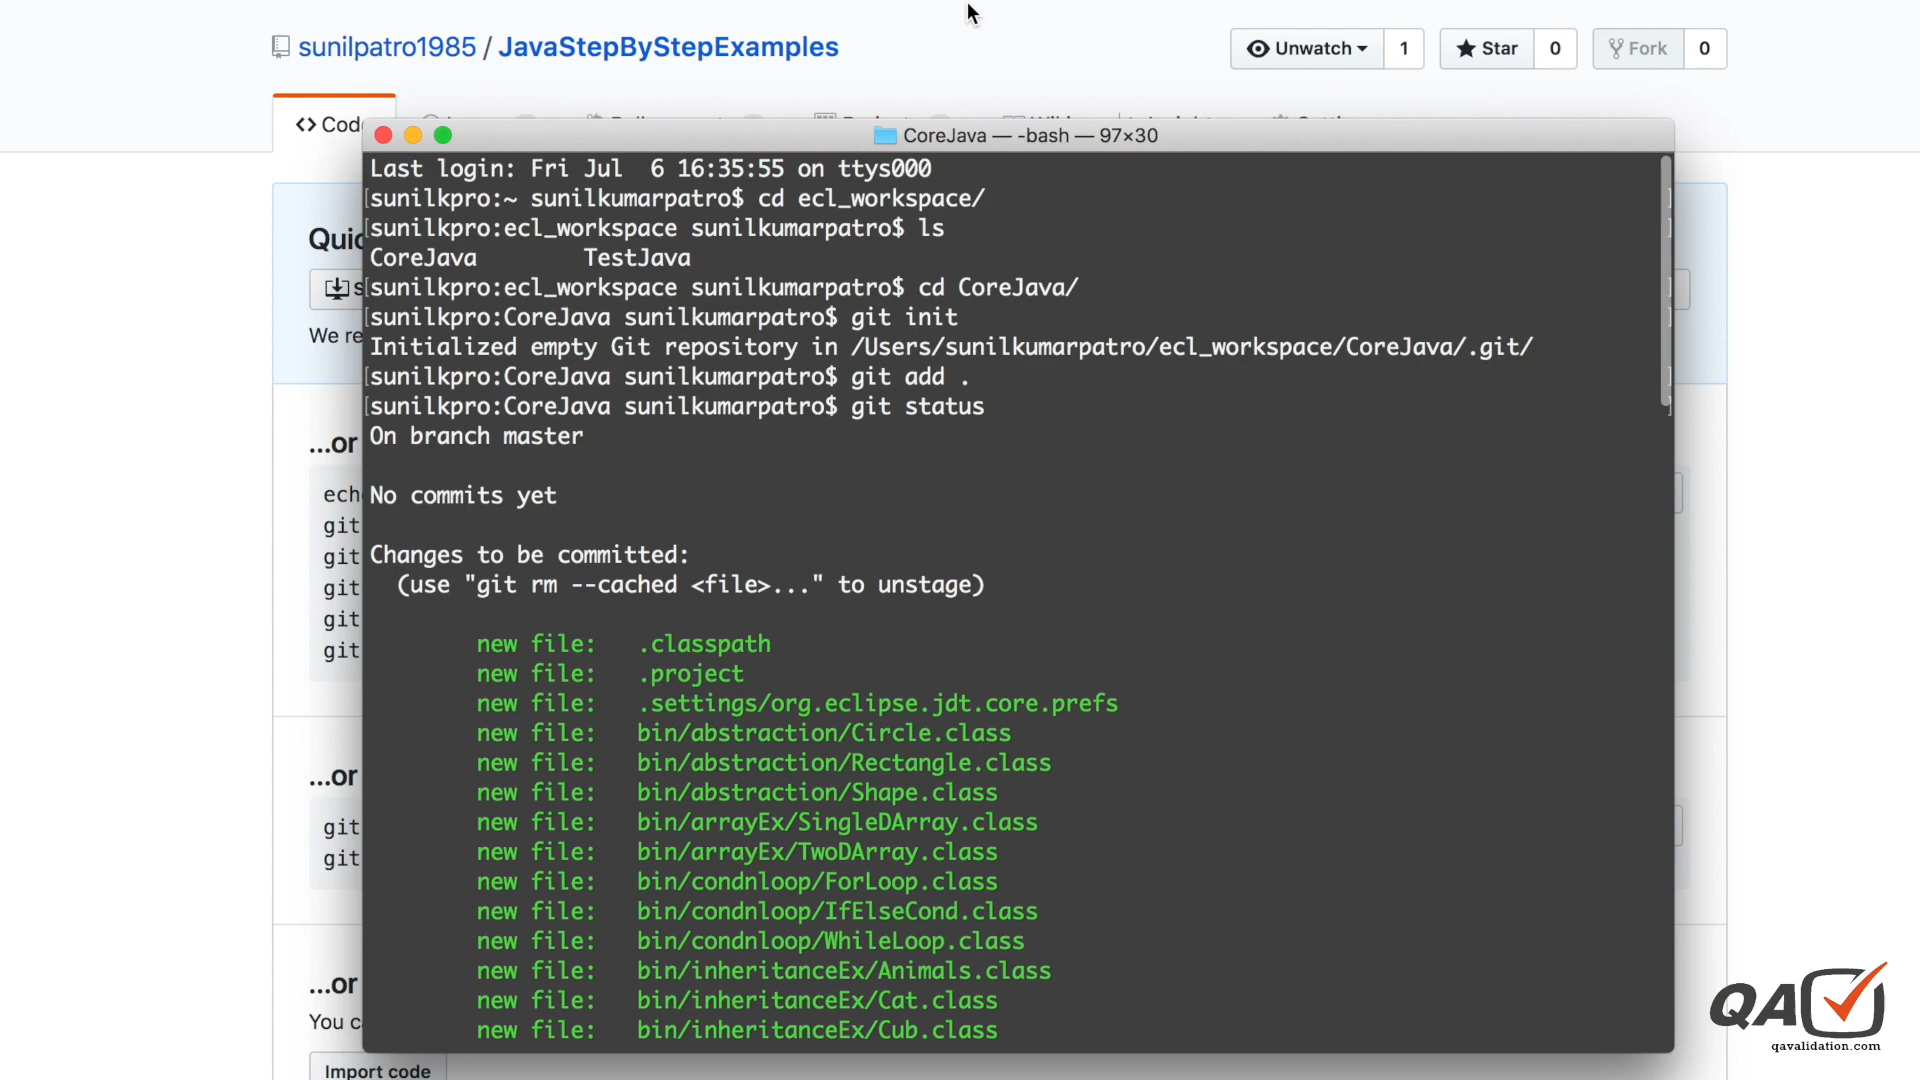 sunilpatro1985 / JavaStepByStepExamples
Unwatch 1
Star 0
Fork 0
<> Cod
CoreJava — -bash — 97×30
Last login: Fri Jul  6 16:35:55 on ttys000
[sunilkpro:~ sunilkumarpatro$ cd ecl_workspace/ ]
[sunilkpro:ecl_workspace sunilkumarpatro$ ls ]
CoreJava        TestJava
[sunilkpro:ecl_workspace sunilkumarpatro$ cd CoreJava/ ]
[sunilkpro:CoreJava sunilkumarpatro$ git init ]
Initialized empty Git repository in /Users/sunilkumarpatro/ecl_workspace/CoreJava/.git/
[sunilkpro:CoreJava sunilkumarpatro$ git add . ]
[sunilkpro:CoreJava sunilkumarpatro$ git status ]
On branch master
No commits yet
Changes to be committed:
(use "git rm --cached <file>..." to unstage)
new file:   .classpath
new file:   .project
new file:   .settings/org.eclipse.jdt.core.prefs
new file:   bin/abstraction/Circle.class
new file:   bin/abstraction/Rectangle.class
new file:   bin/abstraction/Shape.class
new file:   bin/arrayEx/SingleDArray.class
new file:   bin/arrayEx/TwoDArray.class
new file:   bin/condnloop/ForLoop.class
new file:   bin/condnloop/IfElseCond.class
new file:   bin/condnloop/WhileLoop.class
new file:   bin/inheritanceEx/Animals.class
new file:   bin/inheritanceEx/Cat.class
new file:   bin/inheritanceEx/Cub.class
Quic
S
We re
...or
ech
git
git
git
git
git
...or
git
git
...or
You c
Import code
QA
qavalidation.com